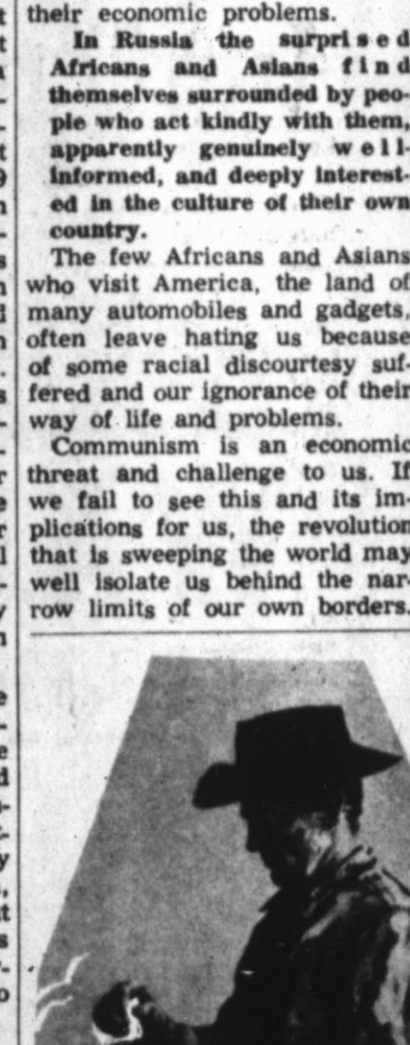 their economic problems.
In Russia the surprised
Africans and Asians find
themselves surrounded by peo-
ple who act kindly with them,
apparently genuinely well-
informed, and deeply interest-
ed in the culture of their own
country.
The few Africans and Asians
who visit America, the land of
many automobiles and gadgets,
often leave hating us because
of some racial discourtesy suf-
fered and our ignorance of their
way of life and problems.
Communism is an economic
threat and challenge to us. If
we fail to see this and its im-
plications for us, the revolution
that is sweeping the world may
well isolate us behind the nar-
row limits of our own borders.